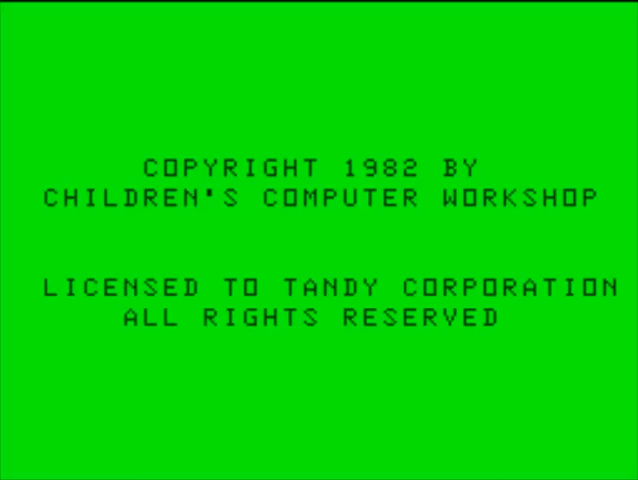 COPYRIGHT 1982 BY
CHILDREN'S COMPUTER WORKSHOP
LICENSED TO TANDY CORPORATION
ALL RIGHTS RESERVED